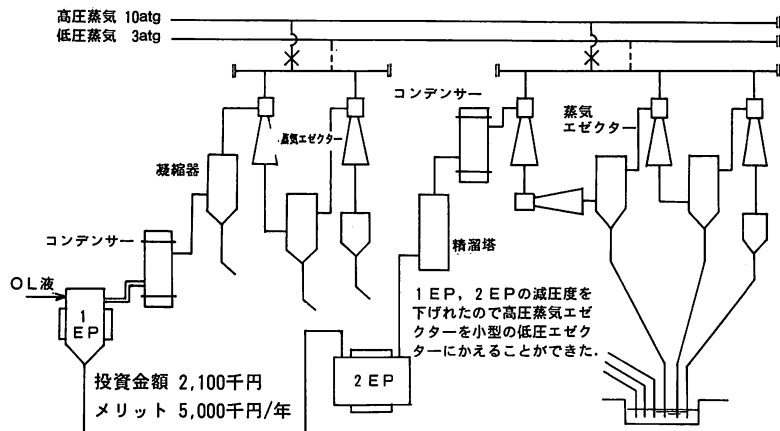 高圧蒸気 10atg
低圧蒸気 3atg
コンデンサー
蒸気
エゼクター
蒸気エゼクター
凝縮器
コンデンサー
精溜塔
OL液
1
EP
1EP,2EPの減圧度を
下げれたので高圧蒸気エゼ
クターを小型の低圧エゼク
ターにかえることができた.
2EP
投資金額 2,100千円
メリット 5,000千円/年